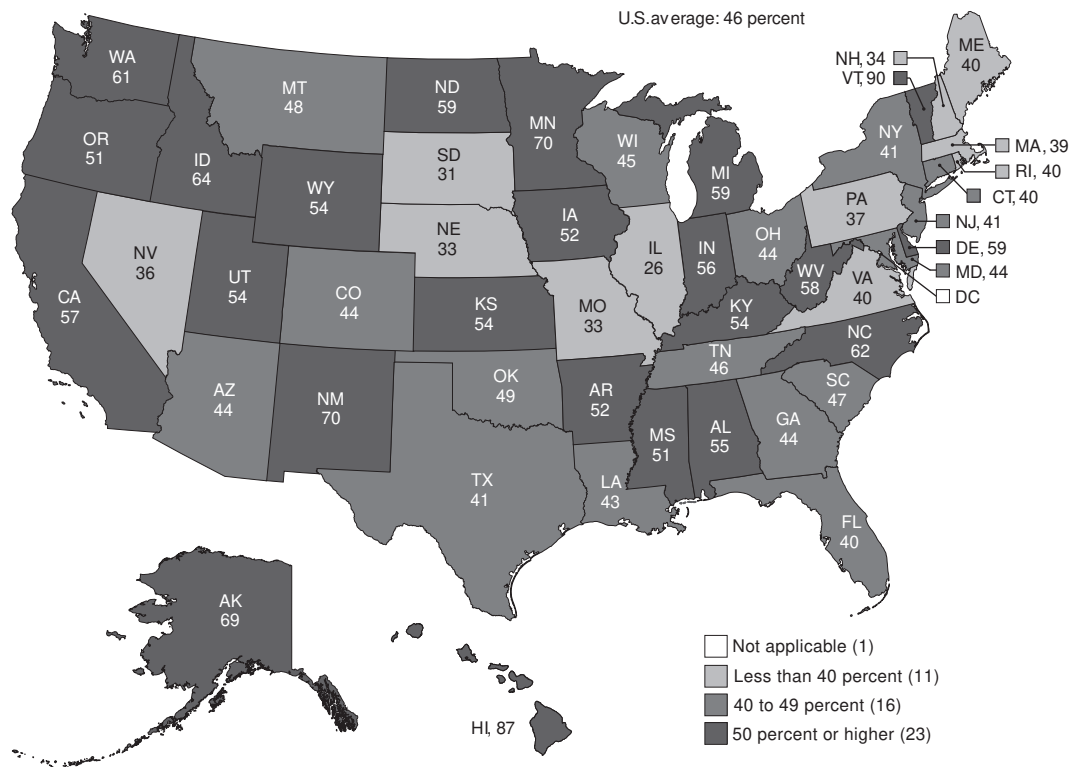 U.S. average: 46 percent
WA
61
MT
48
ND
59
MN
70
OR
51
ID
64
WY
54
SD
31
WI
45
MI
59
NY
41
NH, 34
VT, 90
ME
40
MA, 39
RI, 40
CT, 40
NJ, 41
DE, 59
MD, 44
DC
NV
36
CA
57
UT
54
CO
44
NE
33
IA
52
IL
26
IN
56
OH
44
PA
37
WV
58
VA
40
KS
54
MO
33
KY
54
NC
62
TN
46
SC
47
AZ
44
NM
70
OK
49
AR
52
MS
51
AL
55
GA
44
TX
41
LA
43
FL
40
AK
69
HI, 87
Not applicable (1)
Less than 40 percent (11)
40 to 49 percent (16)
50 percent or higher (23)